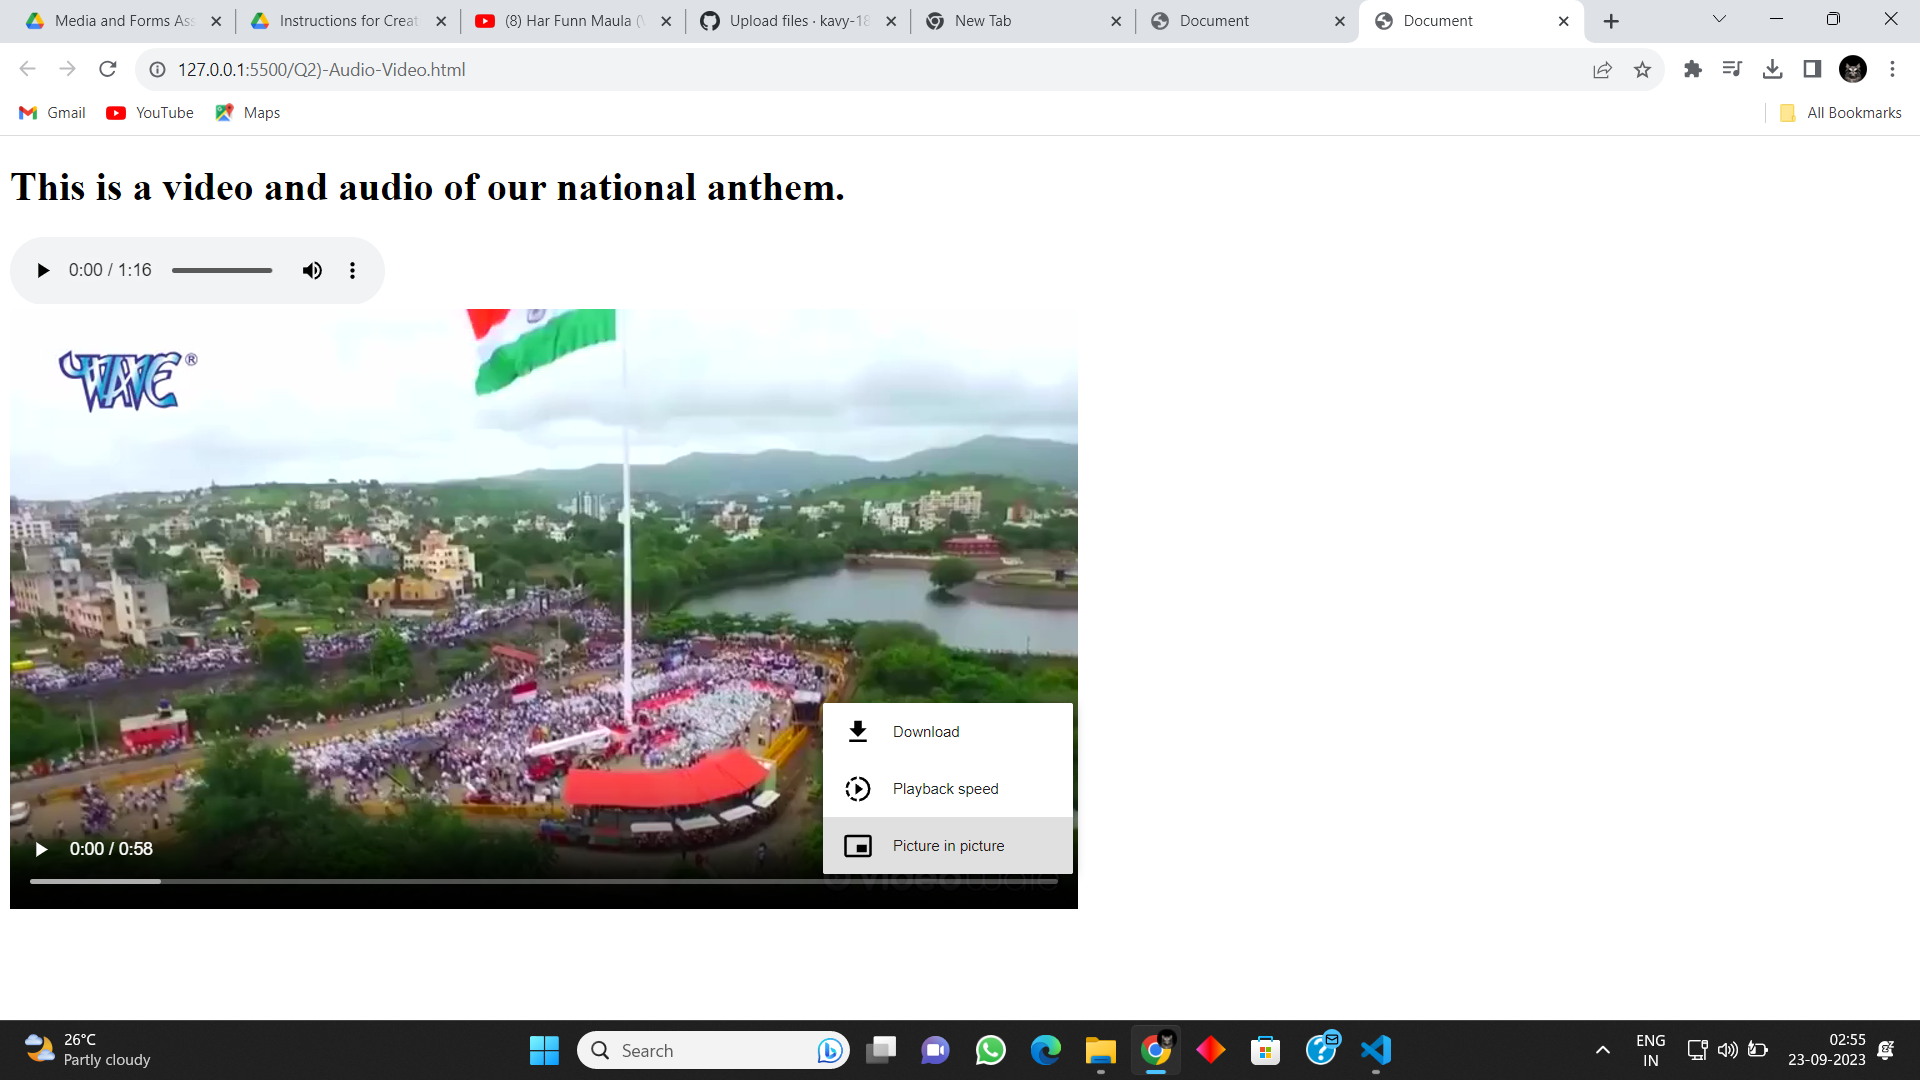 Media and Forms Ass
Instructions for Creat
(8) Har Funn Maula (V
Upload files · kavy-18
New Tab
Document
Document
127.0.0.1:5500/Q2)-Audio-Video.html
Gmail
YouTube
Maps
All Bookmarks
This is a video and audio of our national anthem.
0:00 / 1:16
WAVE ®
Download
Playback speed
Picture in picture
0:00 / 0:58
26°C
Partly cloudy
Search
ENG
IN
02:55
23-09-2023